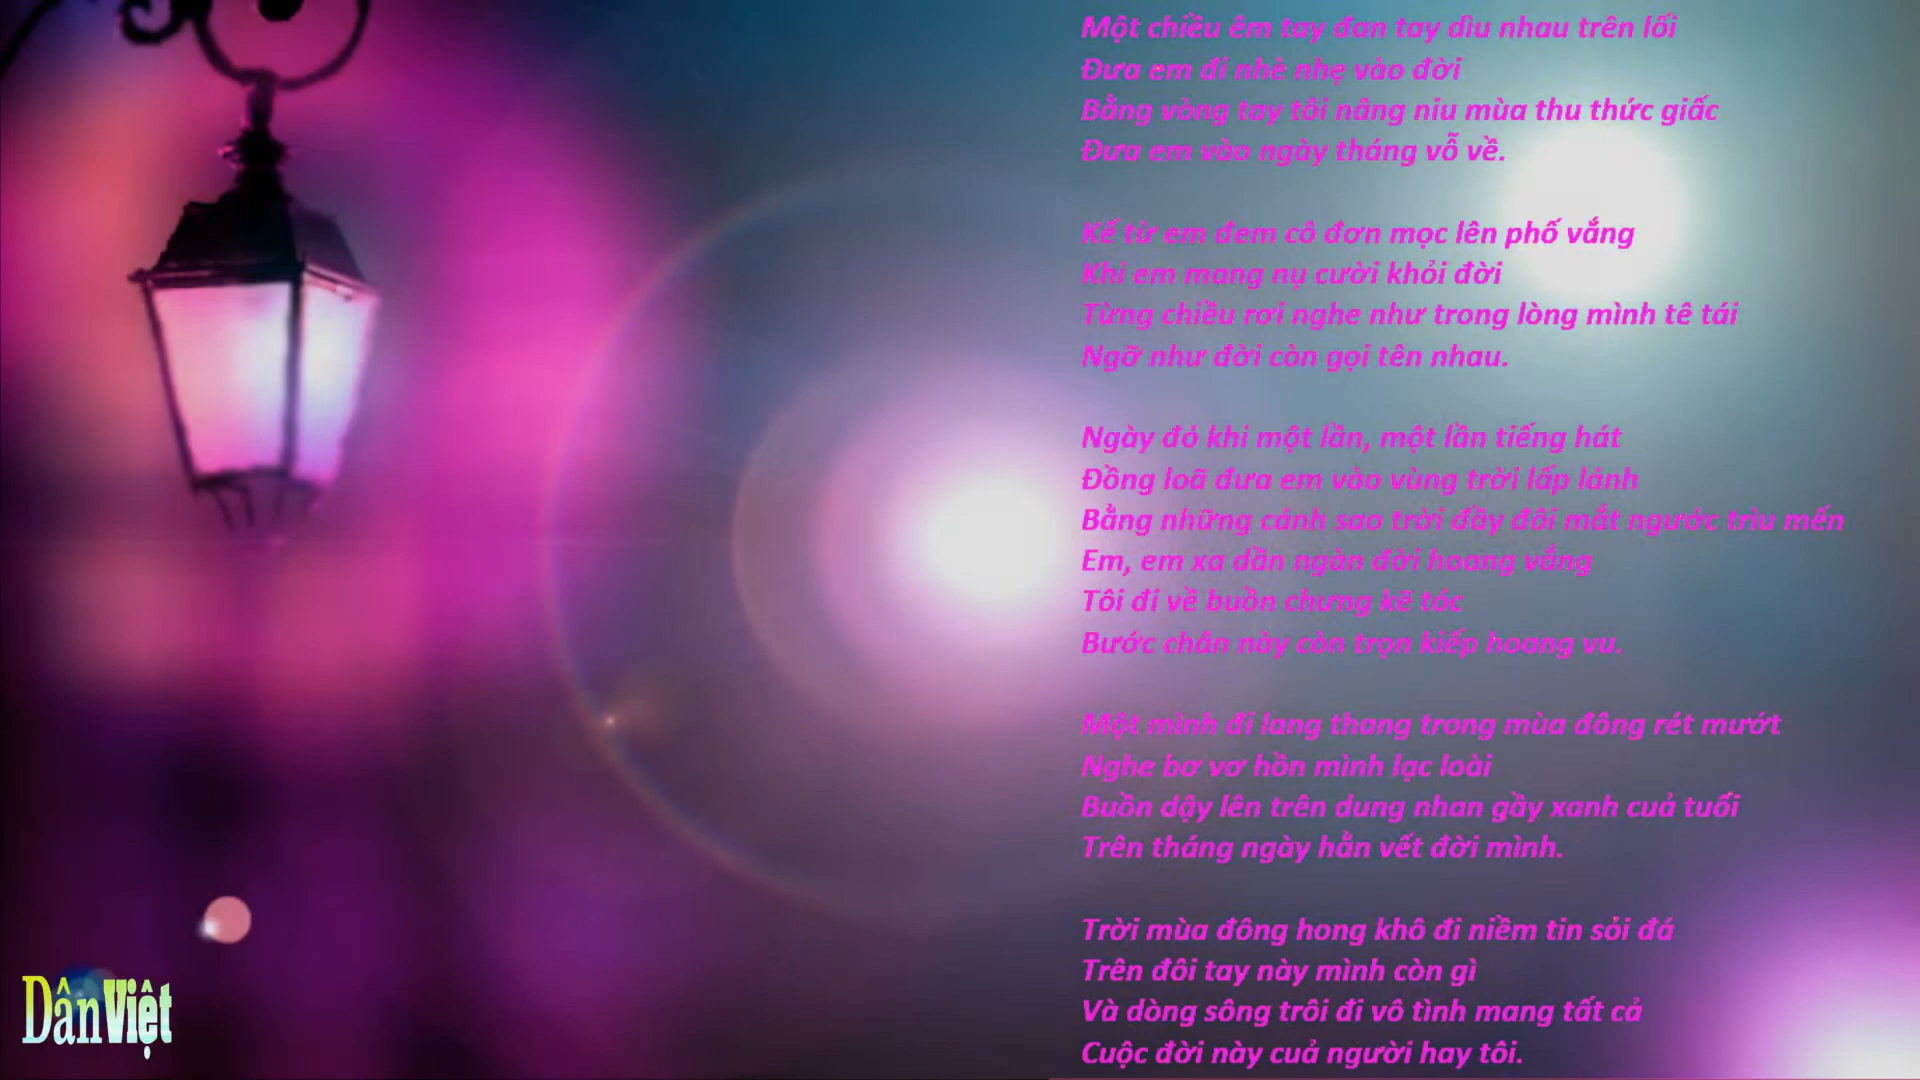 Một chiều êm tay đan tay dìu nhau trên lối
Đưa em đi nhè nhẹ vào đời
Bằng vòng tay tôi nâng niu mùa thu thức giấc
Đưa em vào ngày tháng vỗ về.
Kể từ em đem cô đơn mọc lên phố vắng
Khi em mang nụ cười khỏi đời
Từng chiều rơi nghe như trong lòng mình tê tái
Ngỡ như đời còn gọi tên nhau.
Ngày đó khi một lần, một lần tiếng hát
Đồng loã đưa em vào vùng trời lấp lánh
Bằng những cánh sao trời đầy đôi mắt ngước trìu mến
Em, em xa dần ngàn đời hoang vắng
Tôi đi về buồn chưng kẽ tóc
Bước chân này còn trọn kiếp hoang vu.
Một mình đi lang thang trong mùa đông rét mướt
Nghe bơ vơ hồn mình lạc loài
Buồn dậy lên trên dung nhan gầy xanh cuả tuổi
Trên tháng ngày hằn vết đời mình.
Trời mùa đông hong khô đi niềm tin sỏi đá
Trên đôi tay này mình còn gì
Và dòng sông trôi đi vô tình mang tất cả
Cuộc đời này cuả người hay tôi.
DânViệt